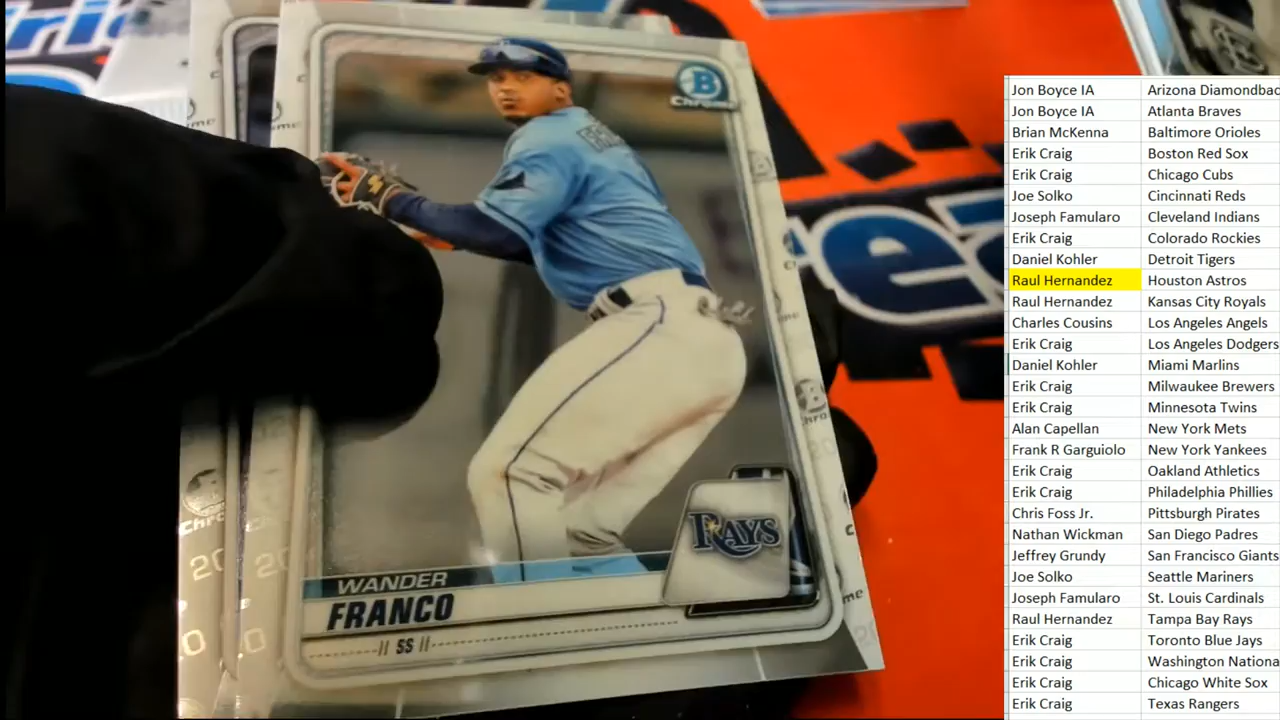 B
Chrome
RAYS
WANDER
FRANCO
SS
Jon Boyce IA Arizona Diamondbac
Jon Boyce IA Atlanta Braves
Brian McKenna Baltimore Orioles
Erik Craig Boston Red Sox
Erik Craig Chicago Cubs
Joe Solko Cincinnati Reds
Joseph Famularo Cleveland Indians
Erik Craig Colorado Rockies
Daniel Kohler Detroit Tigers
Raul Hernandez Houston Astros
Raul Hernandez Kansas City Royals
Charles Cousins Los Angeles Angels
Erik Craig Los Angeles Dodgers
Daniel Kohler Miami Marlins
Erik Craig Milwaukee Brewers
Erik Craig Minnesota Twins
Alan Capellan New York Mets
Frank R Garguiolo New York Yankees
Erik Craig Oakland Athletics
Erik Craig Philadelphia Phillies
Chris Foss Jr. Pittsburgh Pirates
Nathan Wickman San Diego Padres
Jeffrey Grundy San Francisco Giants
Joe Solko Seattle Mariners
Joseph Famularo St. Louis Cardinals
Raul Hernandez Tampa Bay Rays
Erik Craig Toronto Blue Jays
Erik Craig Washington Nationa
Erik Craig Chicago White Sox
Erik Craig Texas Rangers